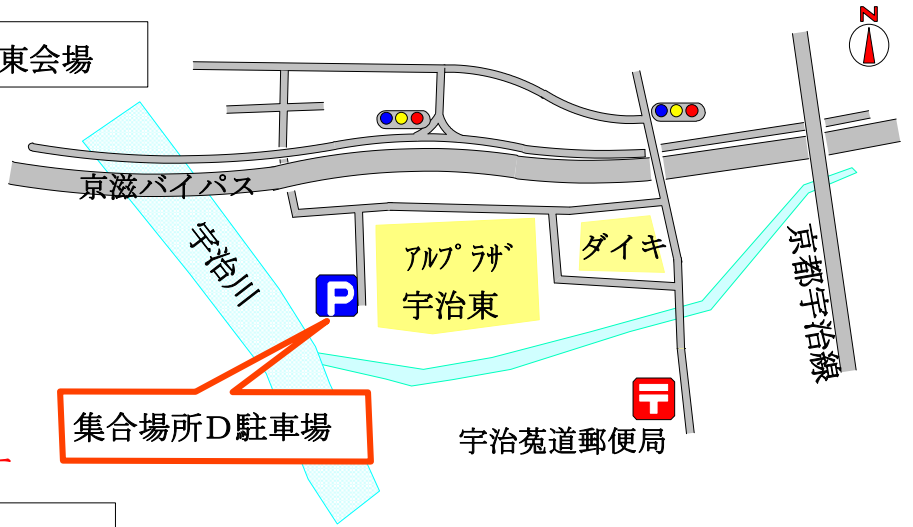 東会場
N
京滋バイパス
宇治川
アルプラザ
宇治東
ダイキ
京都宇治線
P
集合場所D駐車場
〒
宇治菟道郵便局